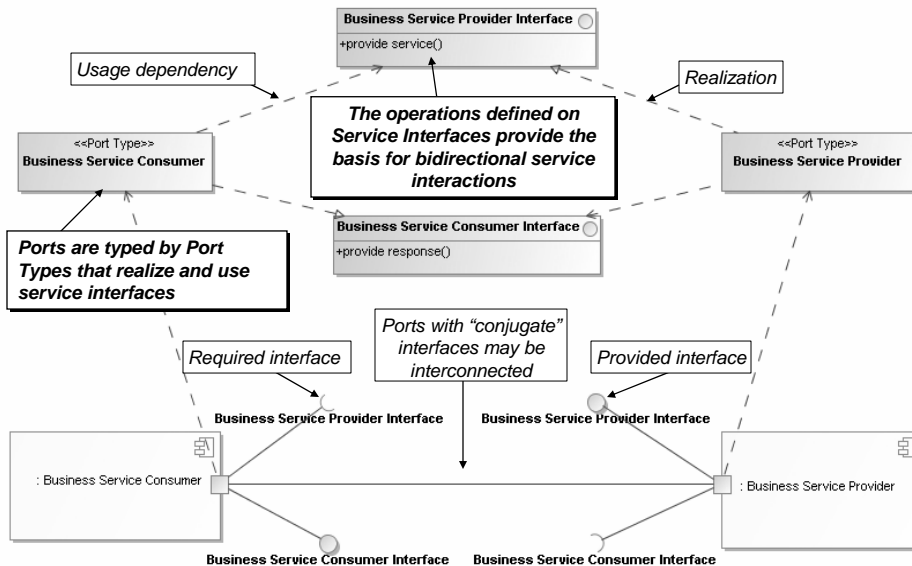 Business Service Provider Interface
+provide service()
Usage dependency
Realization
The operations defined on
Service Interfaces provide the
basis for bidirectional service
interactions
<<Port Type>>
Business Service Consumer
<<Port Type>>
Business Service Provider
Business Service Consumer Interface
+provide response()
Ports are typed by Port
Types that realize and use
service interfaces
Ports with “conjugate”
interfaces may be
interconnected
Required interface
Provided interface
Business Service Provider Interface
Business Service Provider Interface
: Business Service Consumer
: Business Service Provider
Business Service Consumer Interface
Business Service Consumer Interface